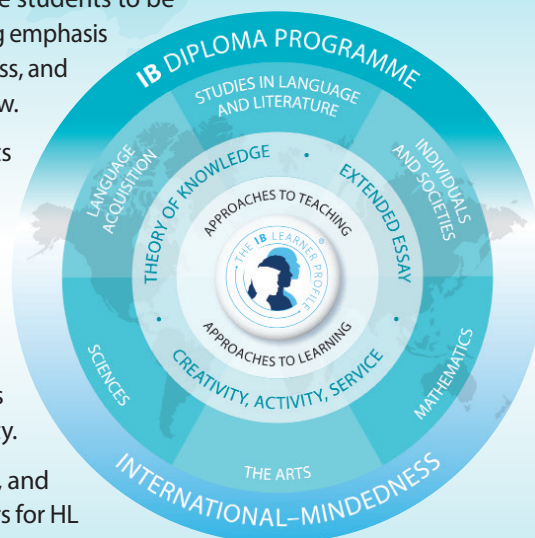 e students to be
g emphasis
ss, and
w.
ts
s
ty.
, and
s for HL
IB DIPLOMA PROGRAMME
STUDIES IN LANGUAGE
AND LITERATURE
LANGUAGE
ACQUISITION
INDIVIDUALS
AND SOCIETIES
THEORY OF KNOWLEDGE
•
EXTENDED ESSAY
•
APPROACHES TO TEACHING
THE IB LEARNER PROFILE
®
APPROACHES TO LEARNING
•
CREATIVITY, ACTIVITY, SERVICE
SCIENCES
MATHEMATICS
THE ARTS
INTERNATIONAL–MINDEDNESS